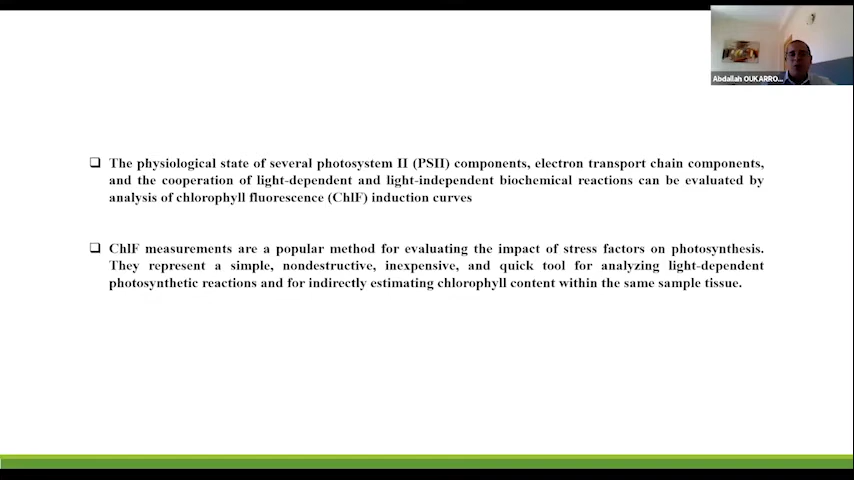 Abdallah OUKARRO...
❑ The physiological state of several photosystem II (PSII) components, electron transport chain components,
and the cooperation of light-dependent and light-independent biochemical reactions can be evaluated by
analysis of chlorophyll fluorescence (ChlF) induction curves
❑ ChlF measurements are a popular method for evaluating the impact of stress factors on photosynthesis.
They represent a simple, nondestructive, inexpensive, and quick tool for analyzing light-dependent
photosynthetic reactions and for indirectly estimating chlorophyll content within the same sample tissue.